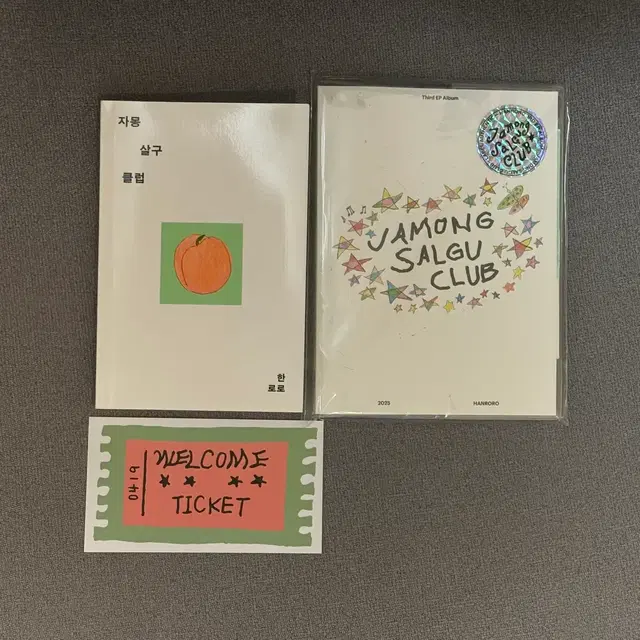 자몽
살구
클럽
한
로로
Third EP Album
Jamong
SALGU
CLUB
JAMONG
SALGU
CLUB
2025
HANRORO
WELCOME
TICKET
0419